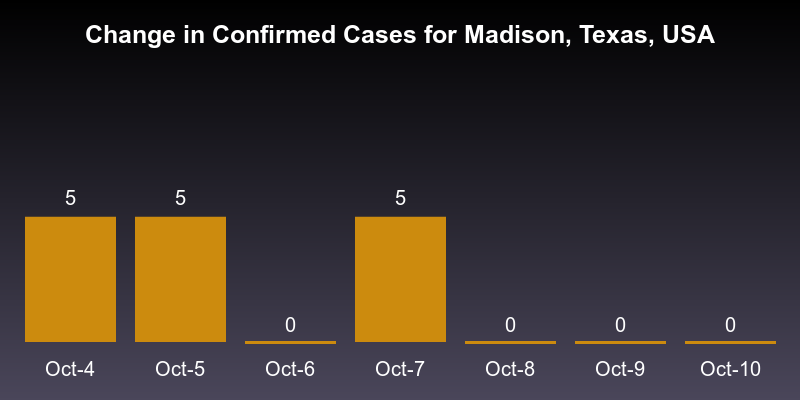 Change in Confirmed Cases for Madison, Texas, USA
5 5 0 5 0 0 0
Oct-4 Oct-5 Oct-6 Oct-7 Oct-8 Oct-9 Oct-10